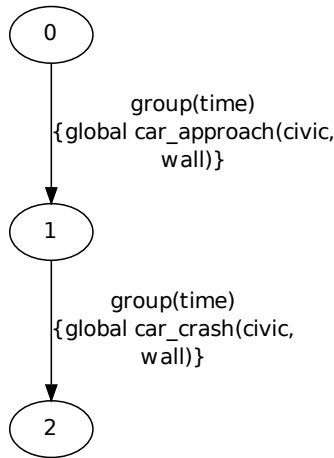 0
group(time)
{global car_approach(civic,
wall)}
1
group(time)
{global car_crash(civic,
wall)}
2